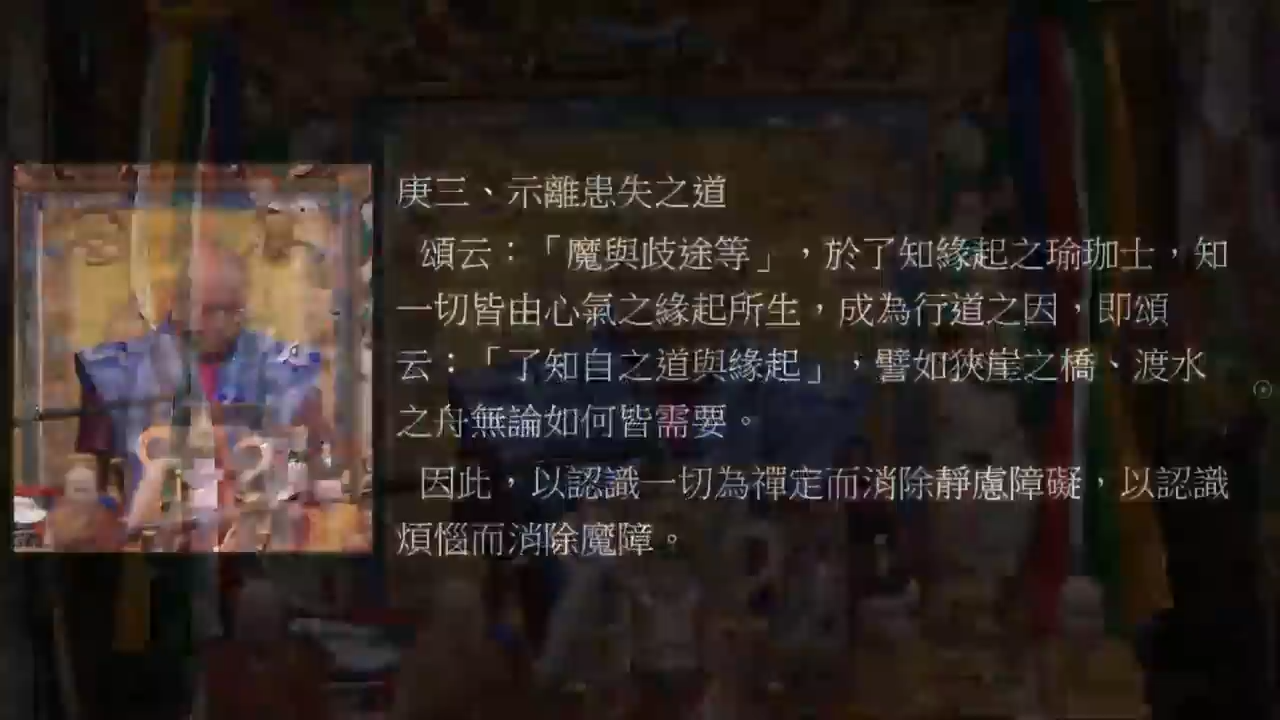 庚三、示離患失之道
頌云：「魔與歧途等」，於了知緣起之瑜珈士，知
一切皆由心氣之緣起所生，成為行道之因，即頌
云：「了知自之道與緣起」，譬如狹崖之橋、渡水
之舟無論如何皆需要。
因此，以認識一切為禪定而消除靜慮障礙，以認識
煩惱而消除魔障。